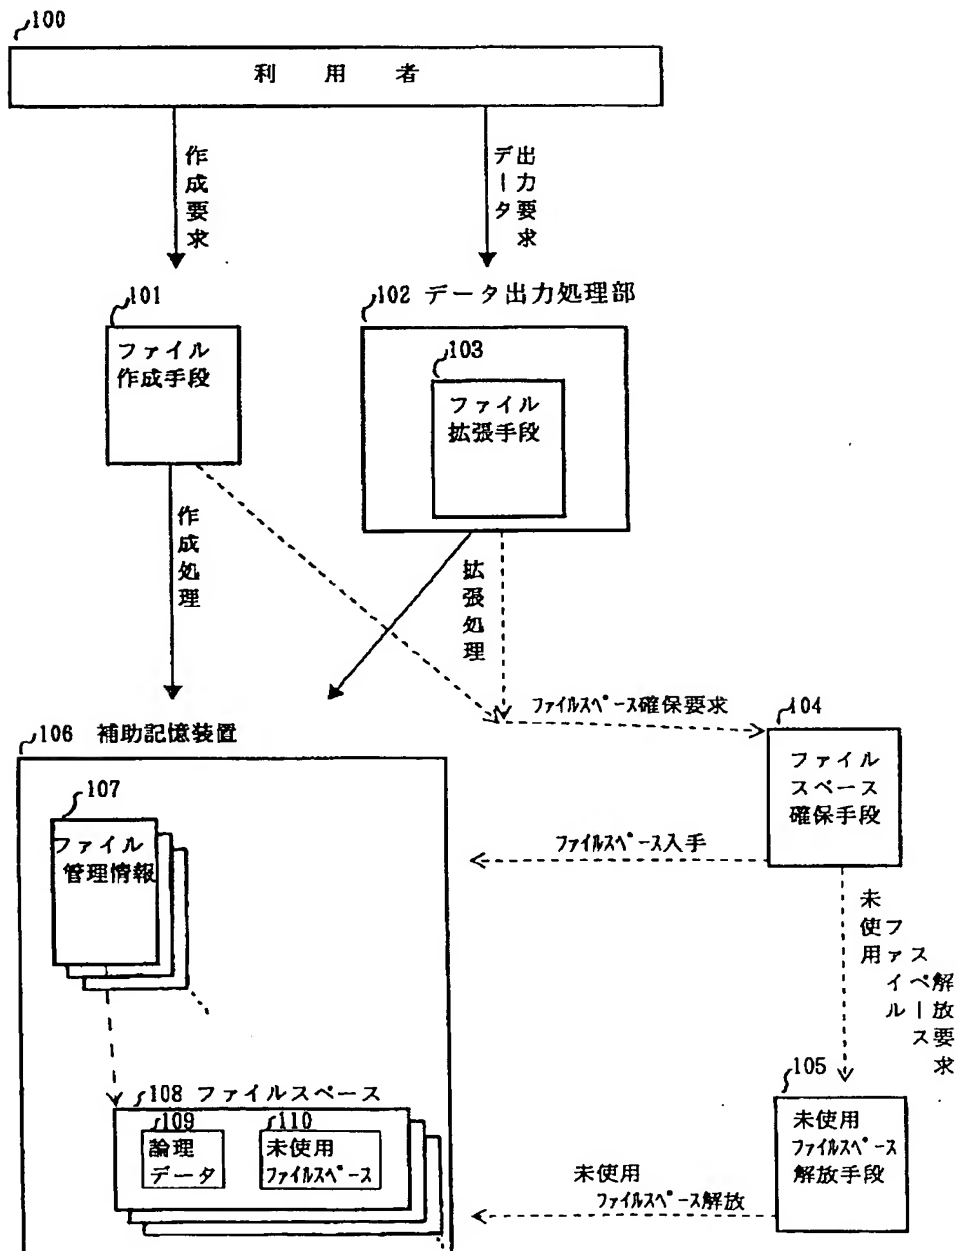 100
利用者
作成要求
データ
出力要求
101
ファイル
作成手段
102 データ出力処理部
103
ファイル
拡張手段
作成処理
拡張処理
ファイルスペース確保要求
104
ファイル
スペース
確保手段
106 補助記憶装置
107
ファイル
管理情報
ファイルスペース入手
未使用
ファイル
スペース
解放要求
108 ファイルスペース
109
論理
データ
110
未使用
ファイルスペース
105
未使用
ファイルスペース
解放手段
未使用
ファイルスペース解放